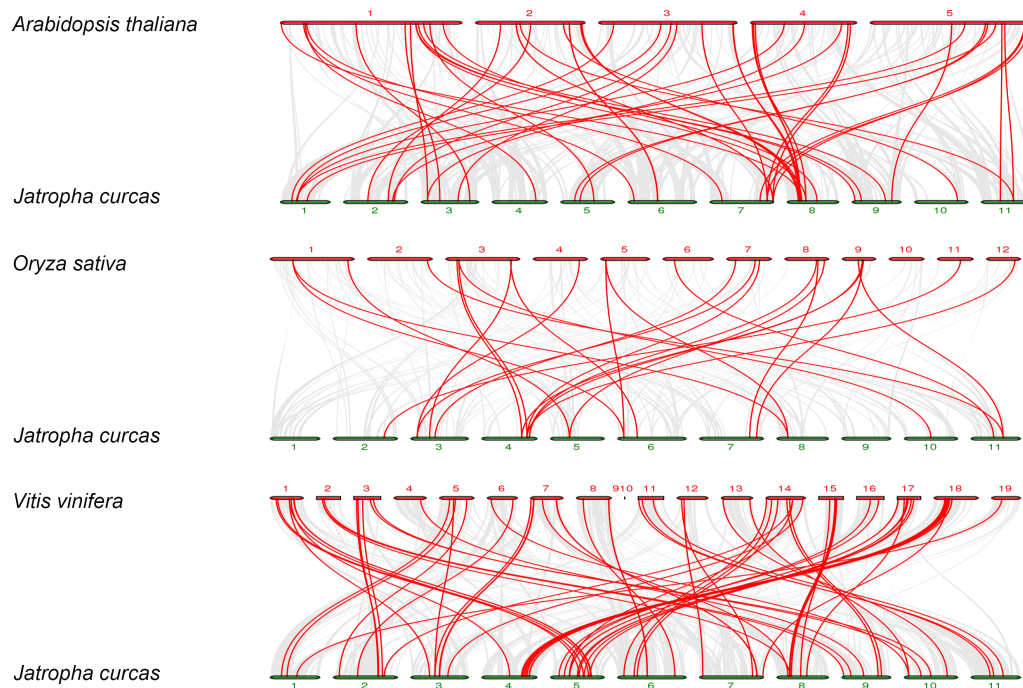 1 2 3 4 5
Arabidopsis thaliana
Jatropha curcas
1 2 3 4 5 6 7 8 9 10 11
1 2 3 4 5 6 7 8 9 10 11 12
Oryza sativa
Jatropha curcas
1 2 3 4 5 6 7 8 9 10 11
1 2 3 4 5 6 7 8 910 11 12 13 14 15 16 17 18 19
Vitis vinifera
Jatropha curcas
1 2 3 4 5 6 7 8 9 10 11